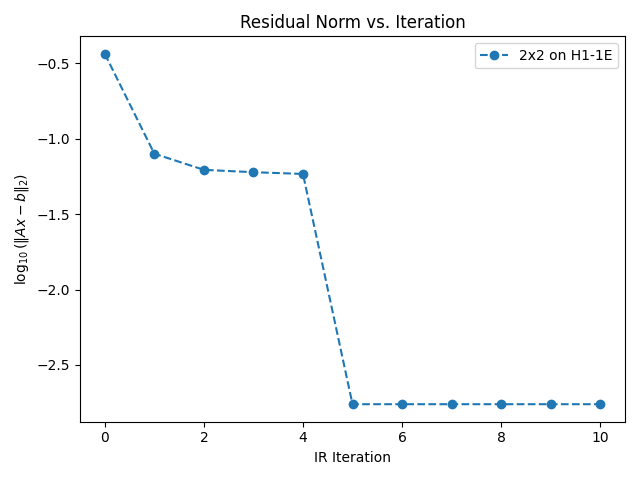 Residual Norm vs. Iteration
2x2 on H1-1E
log₁₀(‖Ax − b‖₂)
−0.5
−1.0
−1.5
−2.0
−2.5
0 2 4 6 8 10
IR Iteration